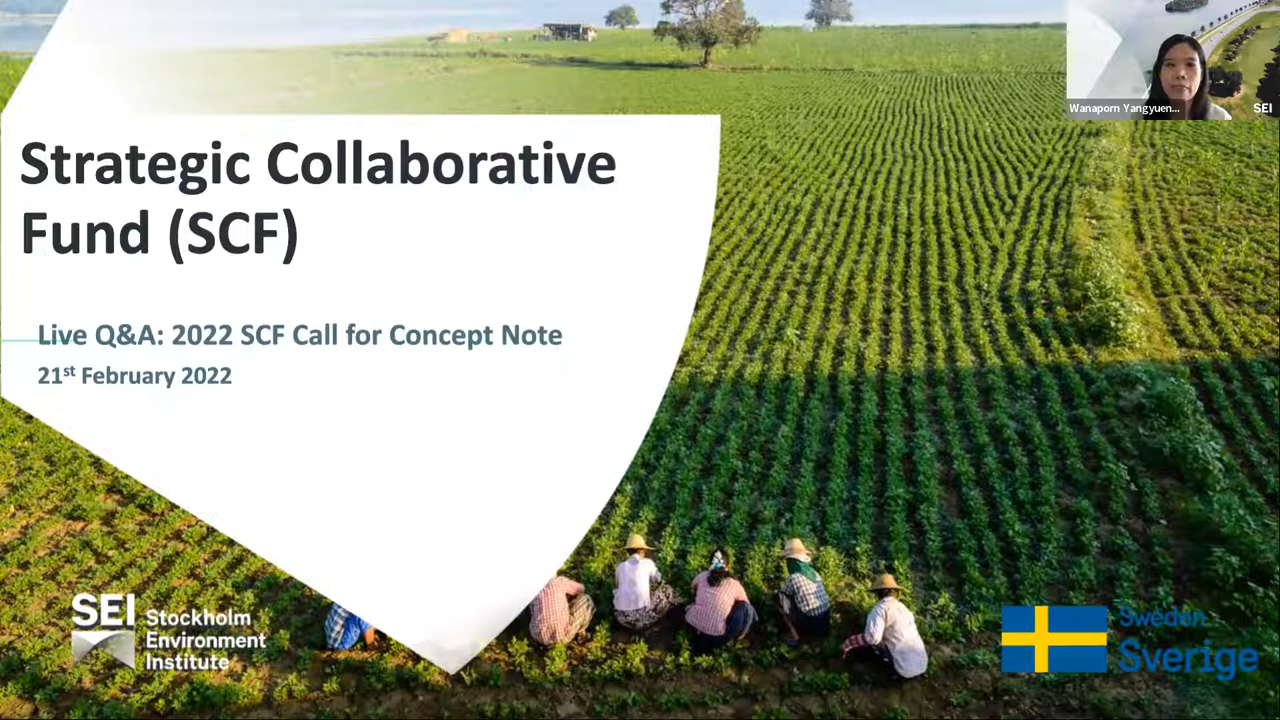 Wanaporn Yangyuen...
SEI
Strategic Collaborative
Fund (SCF)
Live Q&A: 2022 SCF Call for Concept Note
21st February 2022
SEI Stockholm
Environment
Institute
Sweden
Sverige